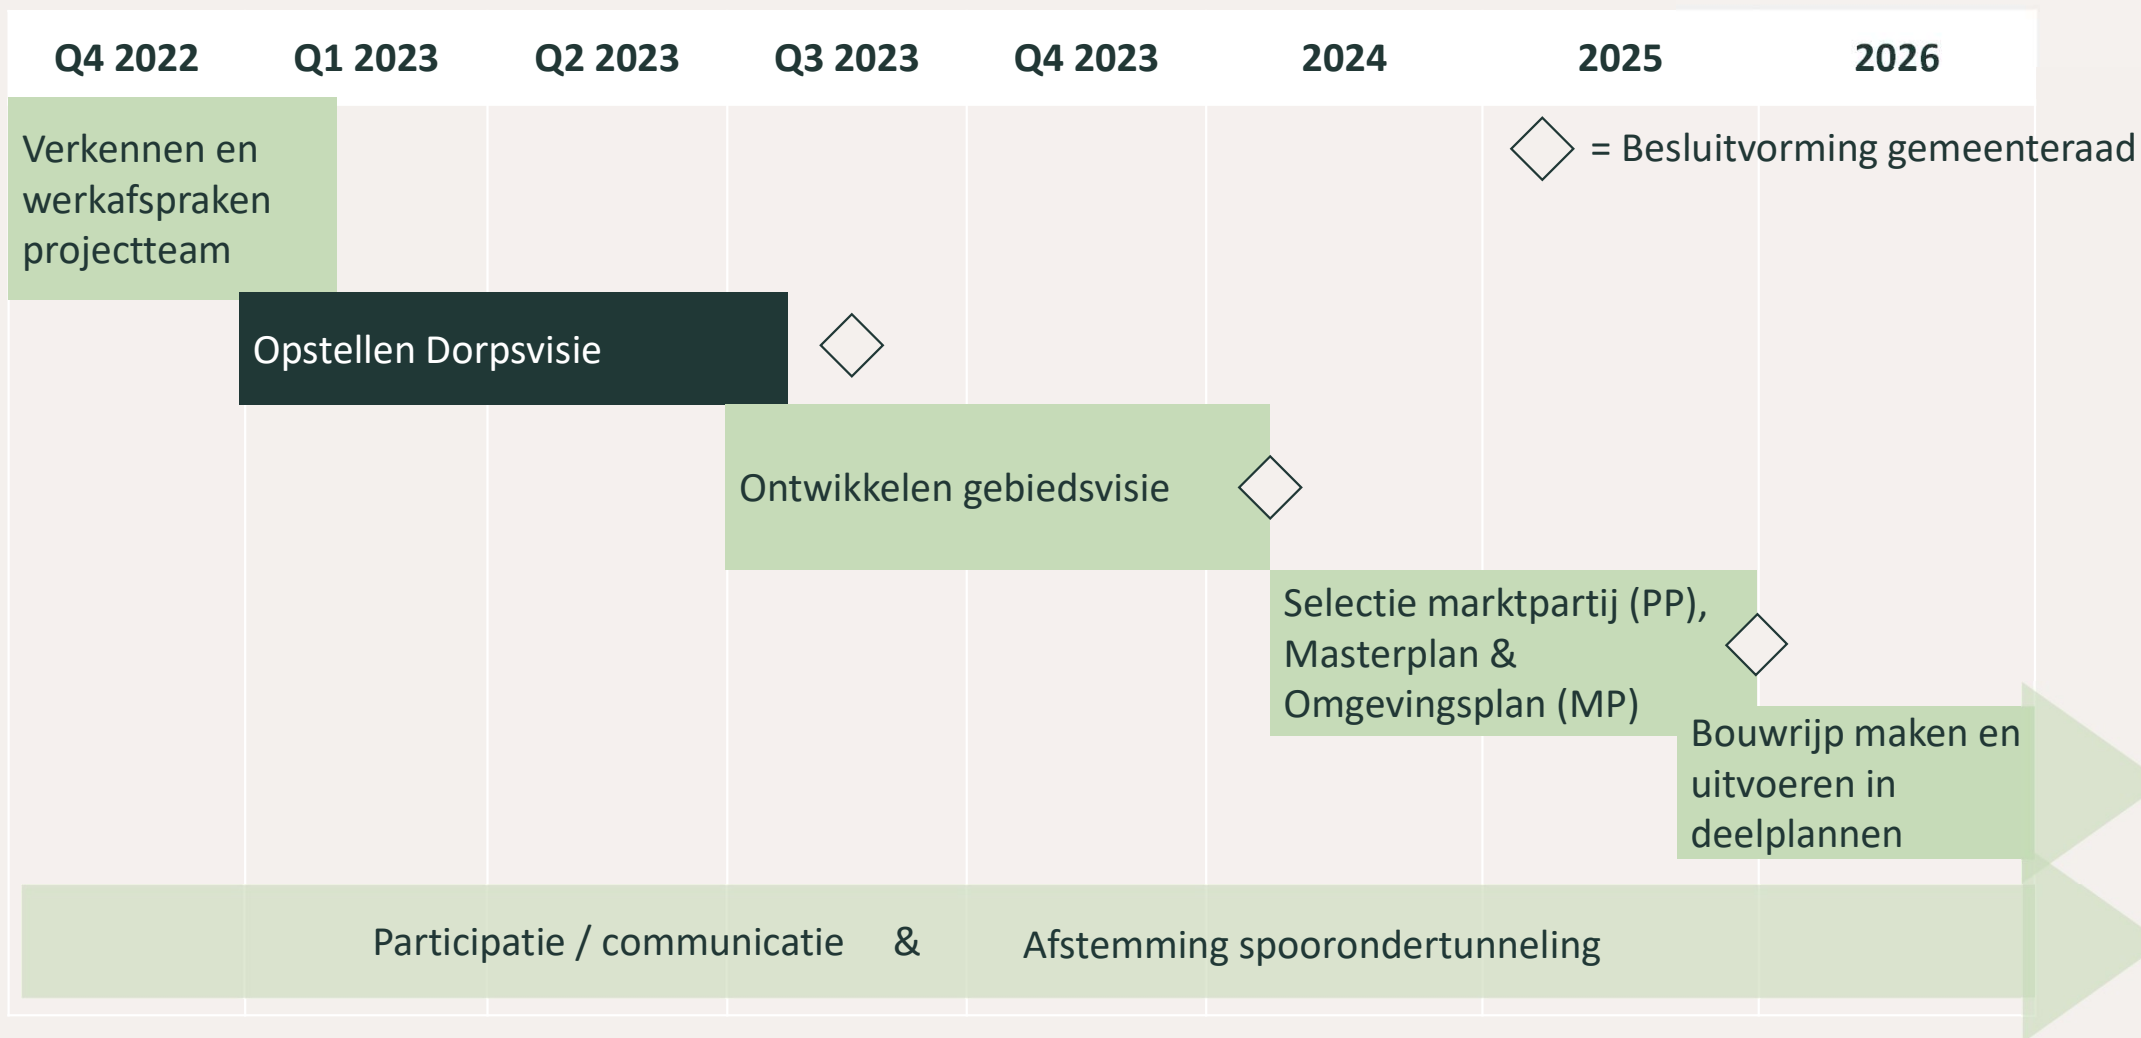 Q4 2022 Q1 2023 Q2 2023 Q3 2023 Q4 2023 2024 2025 2026
= Besluitvorming gemeenteraad
Verkennen en
werkafspraken
projectteam
Opstellen Dorpsvisie
Ontwikkelen gebiedsvisie
Selectie marktpartij (PP),
Masterplan &
Omgevingsplan (MP)
Bouwrijp maken en
uitvoeren in
deelplannen
Participatie / communicatie & Afstemming spoorondertunneling